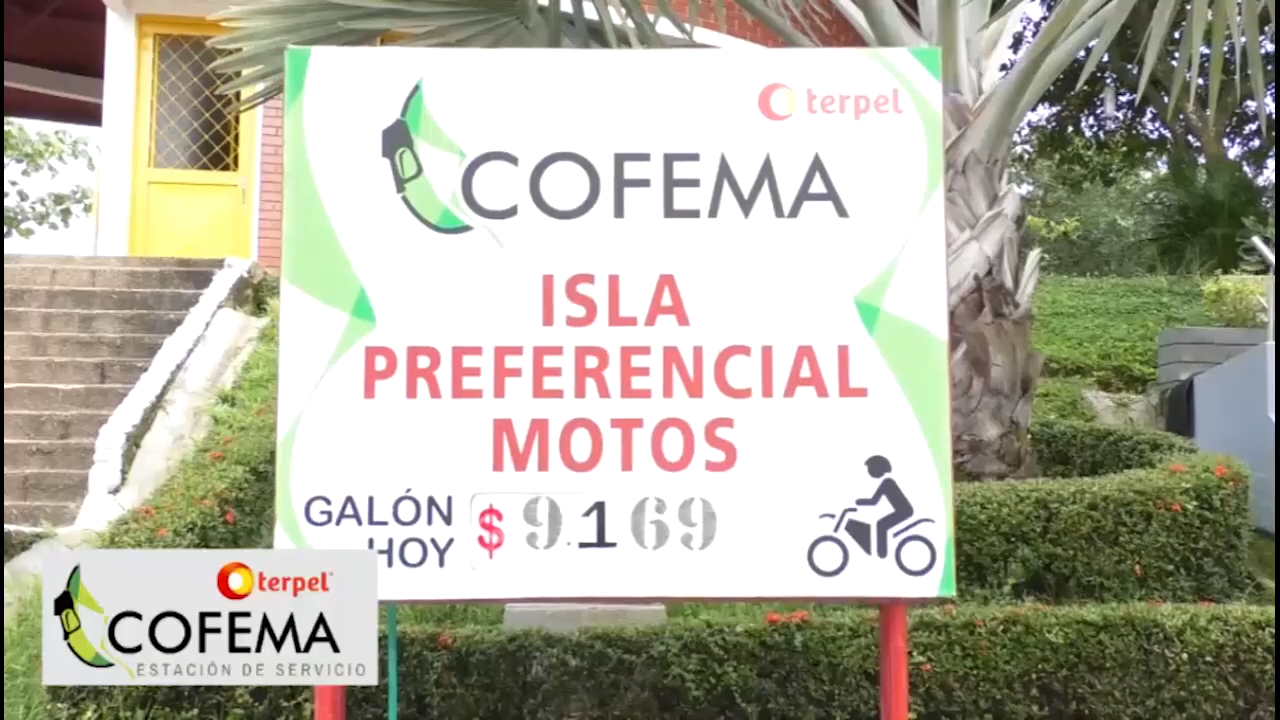 terpel
COFEMA
ISLA
PREFERENCIAL
MOTOS
GALÓN
HOY
$ 9.169
terpel
COFEMA
ESTACIÓN DE SERVICIO